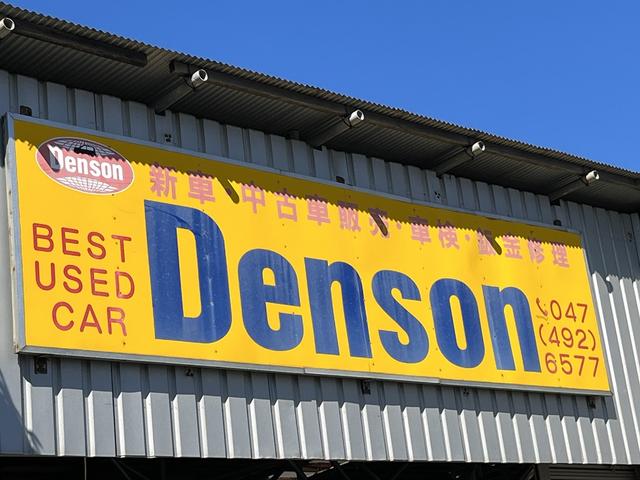 Denson
新車・中古車販売・車検・鈑金修理
BEST
USED
CAR
Denson
047
(492)
6577